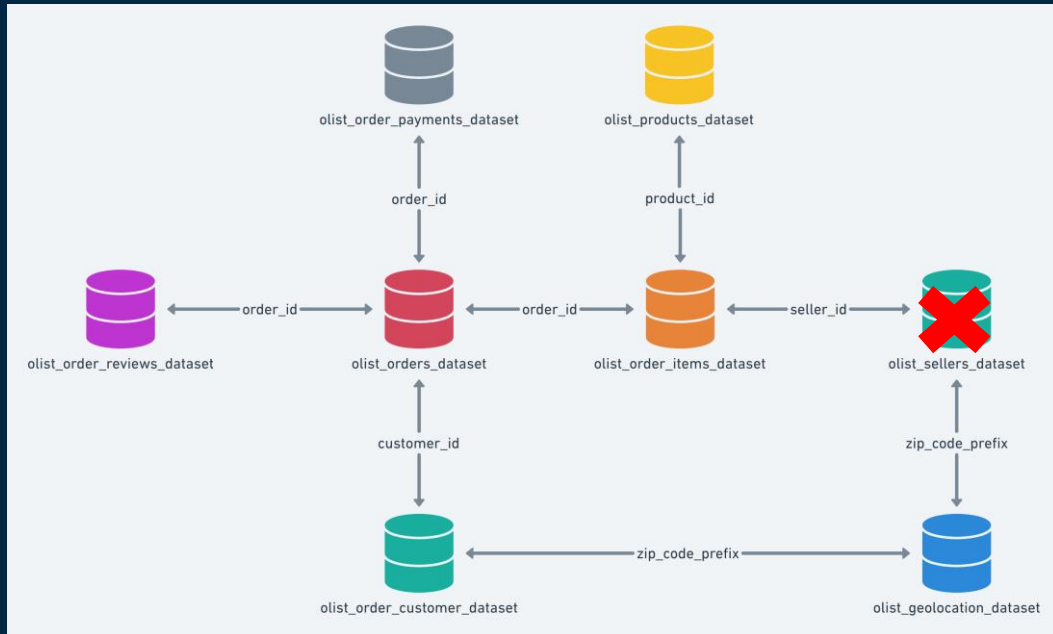 olist_order_payments_dataset
olist_products_dataset
order_id
product_id
order_id
order_id
seller_id
olist_order_reviews_dataset
olist_orders_dataset
olist_order_items_dataset
olist_sellers_dataset
customer_id
zip_code_prefix
zip_code_prefix
olist_order_customer_dataset
olist_geolocation_dataset